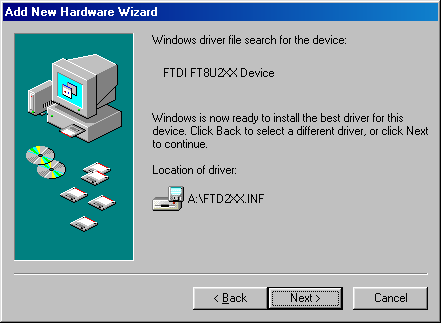 Add New Hardware Wizard
Windows driver file search for the device:
FTDI FT8U2XX Device
Windows is now ready to install the best driver for this
device. Click Back to select a different driver, or click Next
to continue.
Location of driver:
A:\FTD2XX.INF
< Back
Next >
Cancel